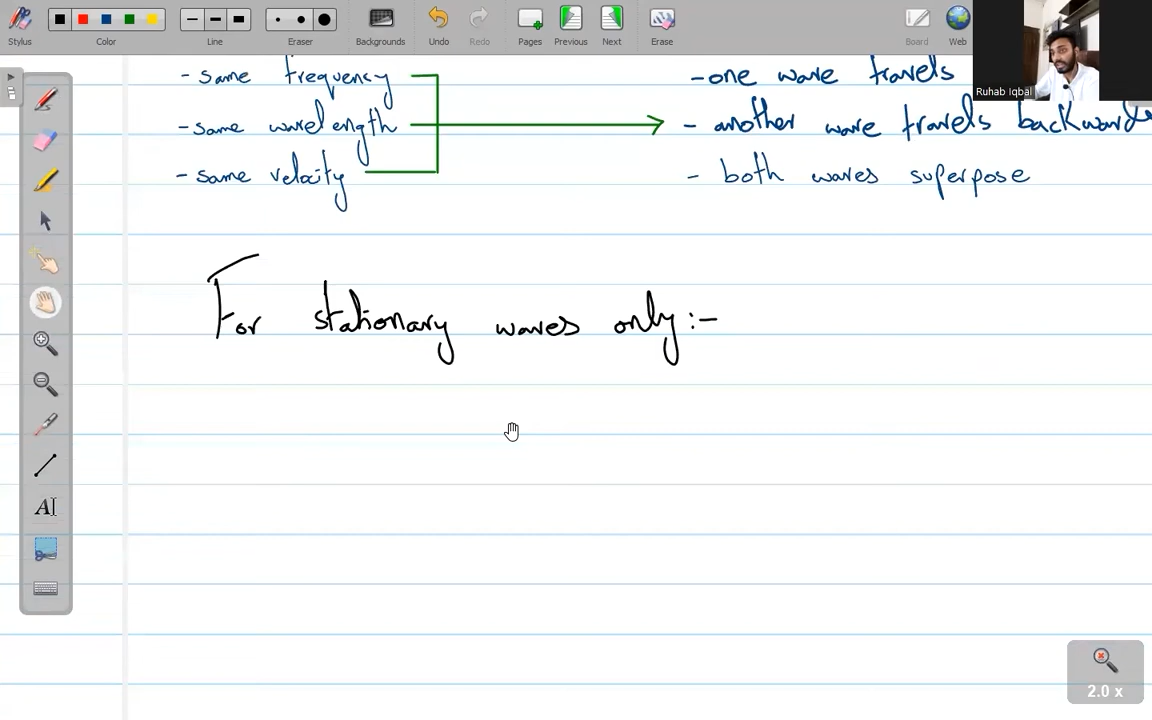 Stylus Color Line Eraser Backgrounds Undo Redo Pages Previous Next Erase Board Web
Ruhab Iqbal
- same frequency
- same wavelength
- same velocity
- one wave travels
- another wave travels backwards
- both waves superpose
For stationary waves only :-
AI
2.0 x